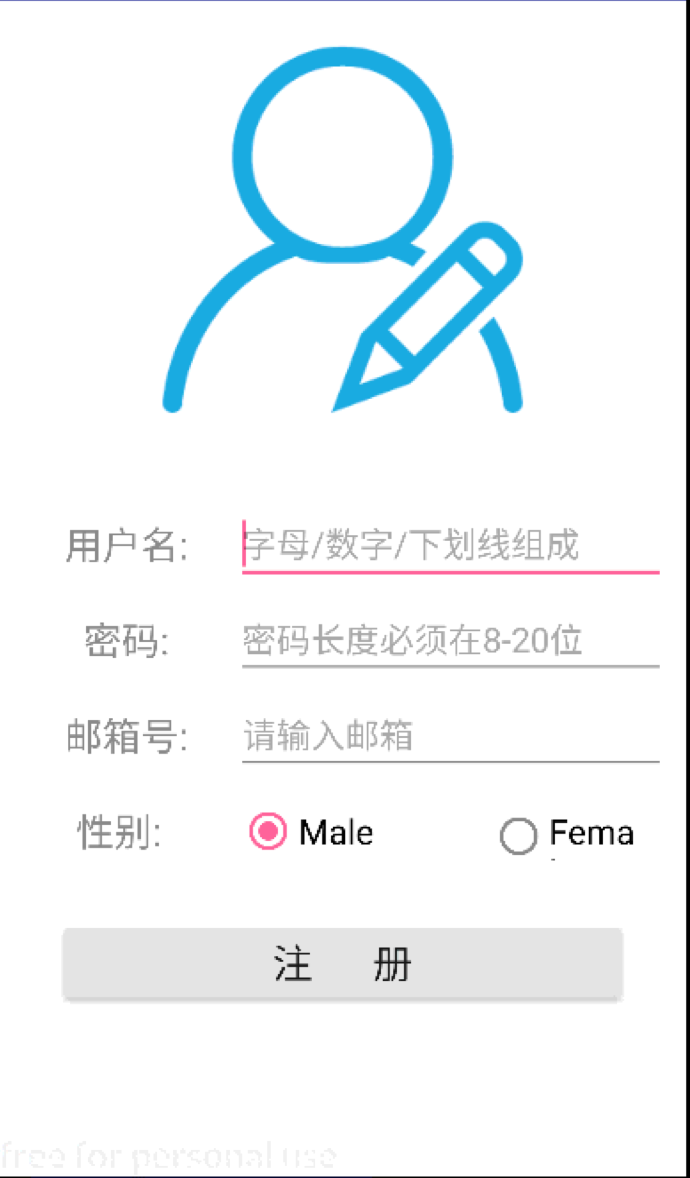 用户名: 字母/数字/下划线组成
密码: 密码长度必须在8-20位
邮箱号: 请输入邮箱
性别: Male Fema
注 册
free for personal use